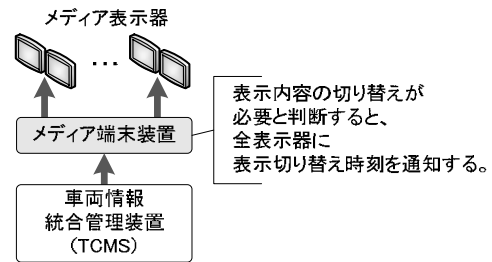 メディア表示器
…
表示内容の切り替えが
必要と判断すると、
全表示器に
表示切り替え時刻を通知する。
メディア端末装置
車両情報
統合管理装置
(TCMS)